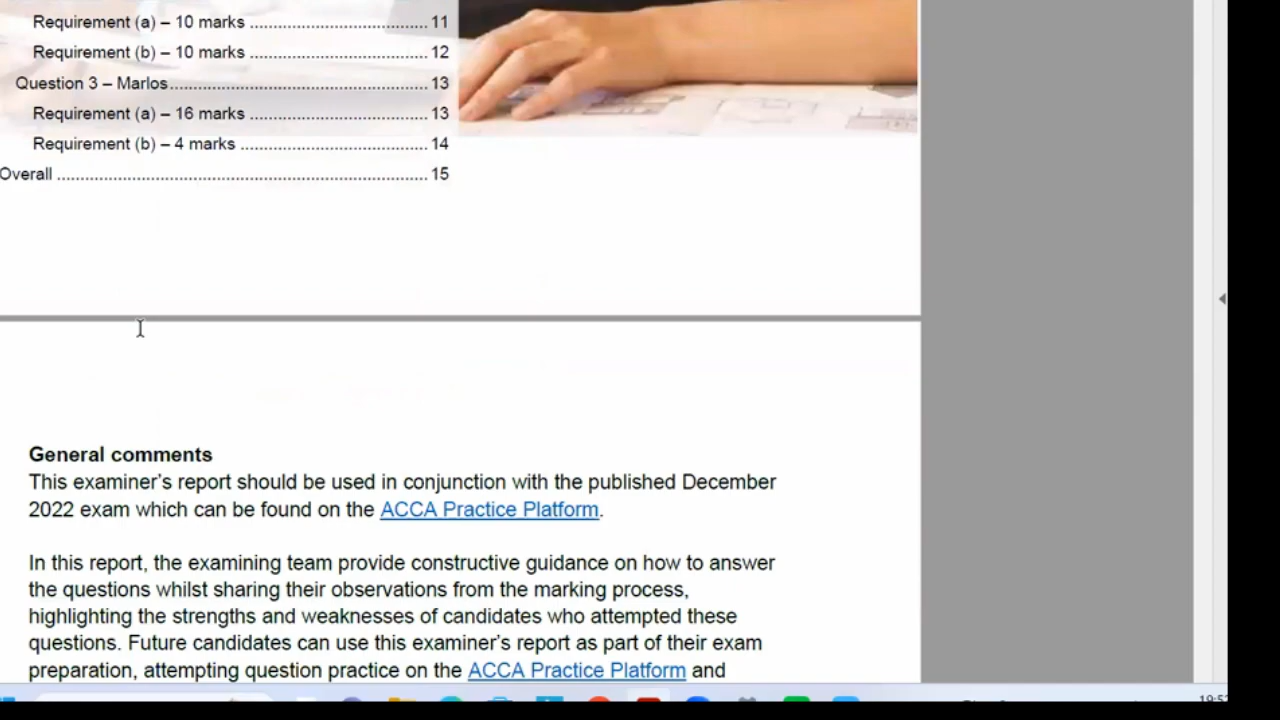 Requirement (a) – 10 marks ........................................ 11
Requirement (b) – 10 marks ........................................ 12
Question 3 – Marlos.......................................................... 13
Requirement (a) – 16 marks ........................................ 13
Requirement (b) – 4 marks .......................................... 14
Overall .................................................................................... 15
General comments
This examiner's report should be used in conjunction with the published December
2022 exam which can be found on the ACCA Practice Platform.
In this report, the examining team provide constructive guidance on how to answer
the questions whilst sharing their observations from the marking process,
highlighting the strengths and weaknesses of candidates who attempted these
questions. Future candidates can use this examiner's report as part of their exam
preparation, attempting question practice on the ACCA Practice Platform and